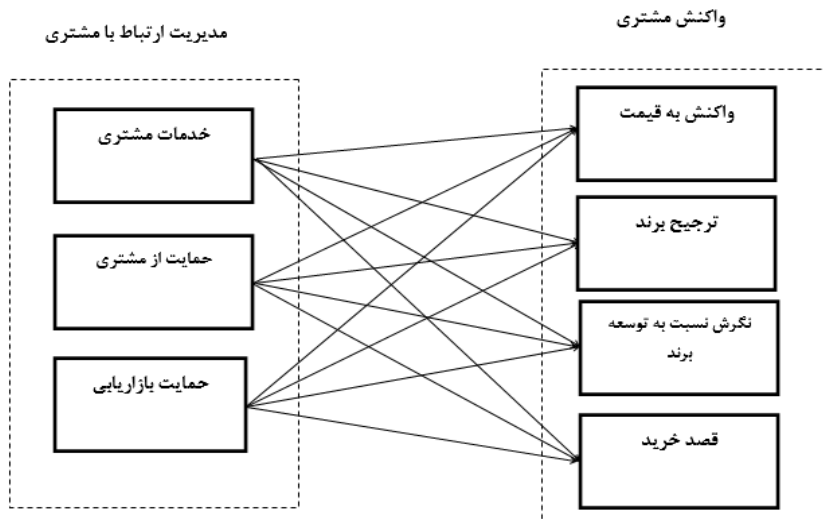 واکنش مشتری
مدیریت ارتباط با مشتری
واکنش به قیمت
خدمات مشتری
ترجیح برند
حمایت از مشتری
نگرش نسبت به توسعه
برند
حمایت بازاریابی
قصد خرید